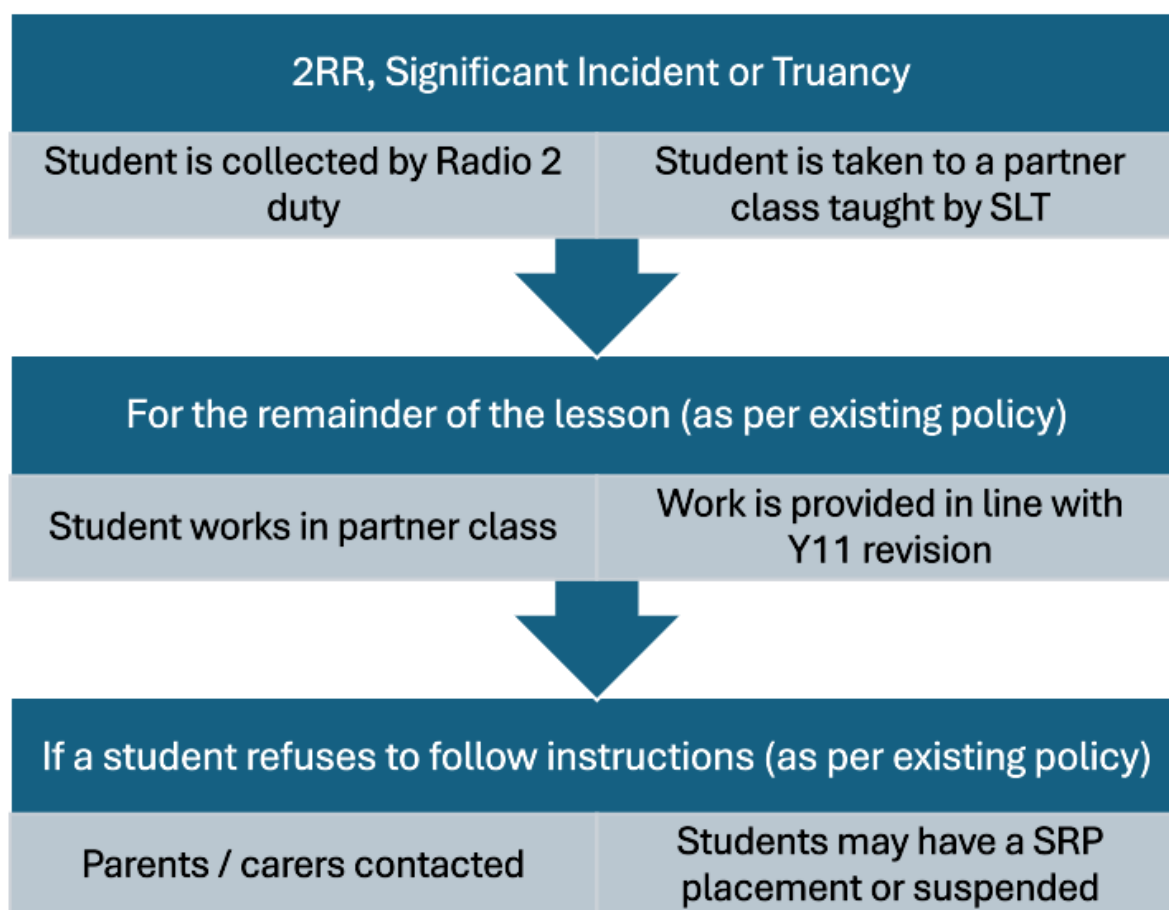 2RR, Significant Incident or Truancy
Student is collected by Radio 2
duty
Student is taken to a partner
class taught by SLT
For the remainder of the lesson (as per existing policy)
Student works in partner class
Work is provided in line with
Y11 revision
If a student refuses to follow instructions (as per existing policy)
Parents / carers contacted
Students may have a SRP
placement or suspended